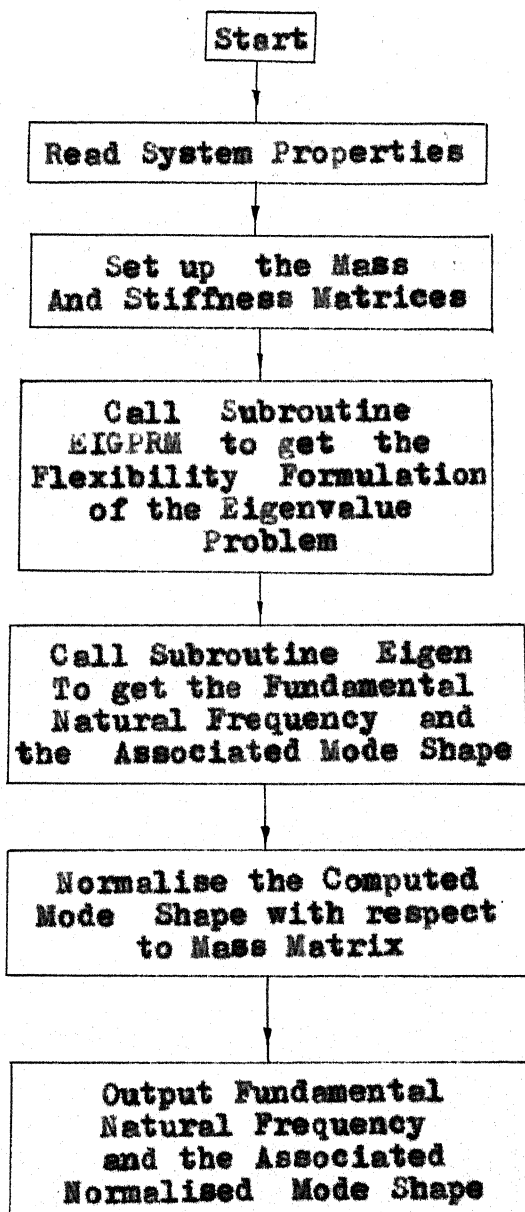 Start
Read System Properties
Set up the Mass
And Stiffness Matrices
Call Subroutine
EIGPRM to get the
Flexibility Formulation
of the Eigenvalue
Problem
Call Subroutine Eigen
To get the Fundamental
Natural Frequency and
the Associated Mode Shape
Normalise the Computed
Mode Shape with respect
to Mass Matrix
Output Fundamental
Natural Frequency
and the Associated
Normalised Mode Shape